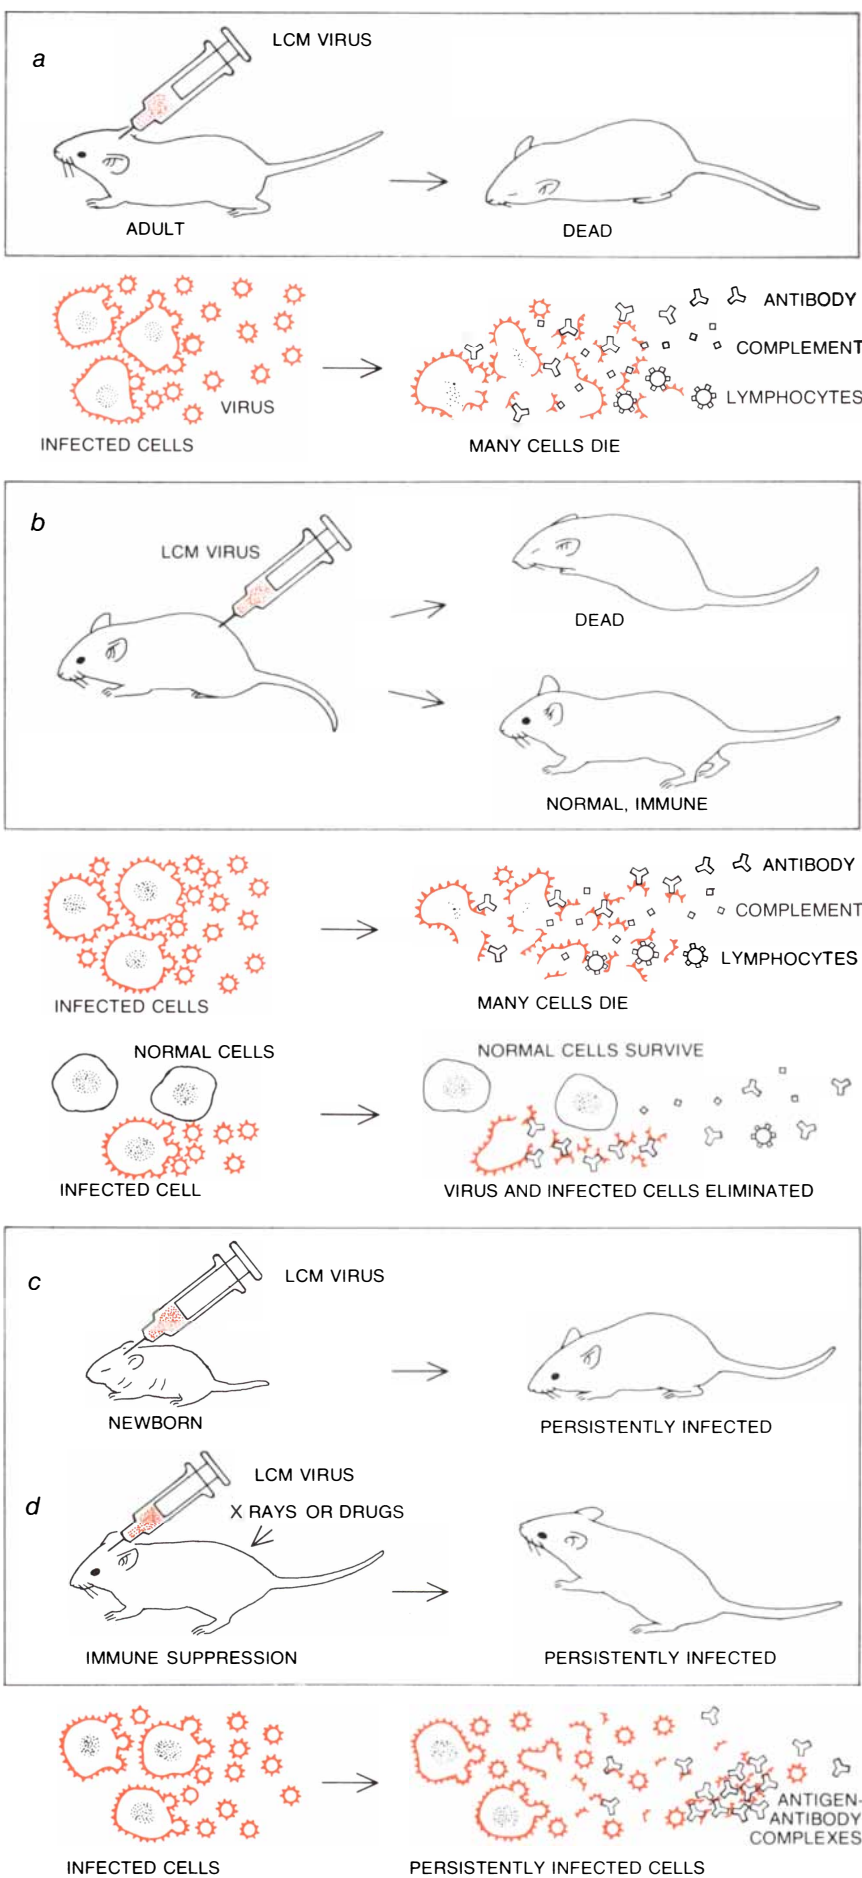 a
LCM VIRUS
ADULT
DEAD
ANTIBODY
COMPLEMENT
LYMPHOCYTES
VIRUS
INFECTED CELLS
MANY CELLS DIE
b
LCM VIRUS
DEAD
NORMAL, IMMUNE
ANTIBODY
COMPLEMENT
LYMPHOCYTES
INFECTED CELLS
MANY CELLS DIE
NORMAL CELLS
NORMAL CELLS SURVIVE
INFECTED CELL
VIRUS AND INFECTED CELLS ELIMINATED
c
LCM VIRUS
NEWBORN
PERSISTENTLY INFECTED
d
LCM VIRUS
X RAYS OR DRUGS
IMMUNE SUPPRESSION
PERSISTENTLY INFECTED
ANTIGEN-
ANTIBODY
COMPLEXES
INFECTED CELLS
PERSISTENTLY INFECTED CELLS